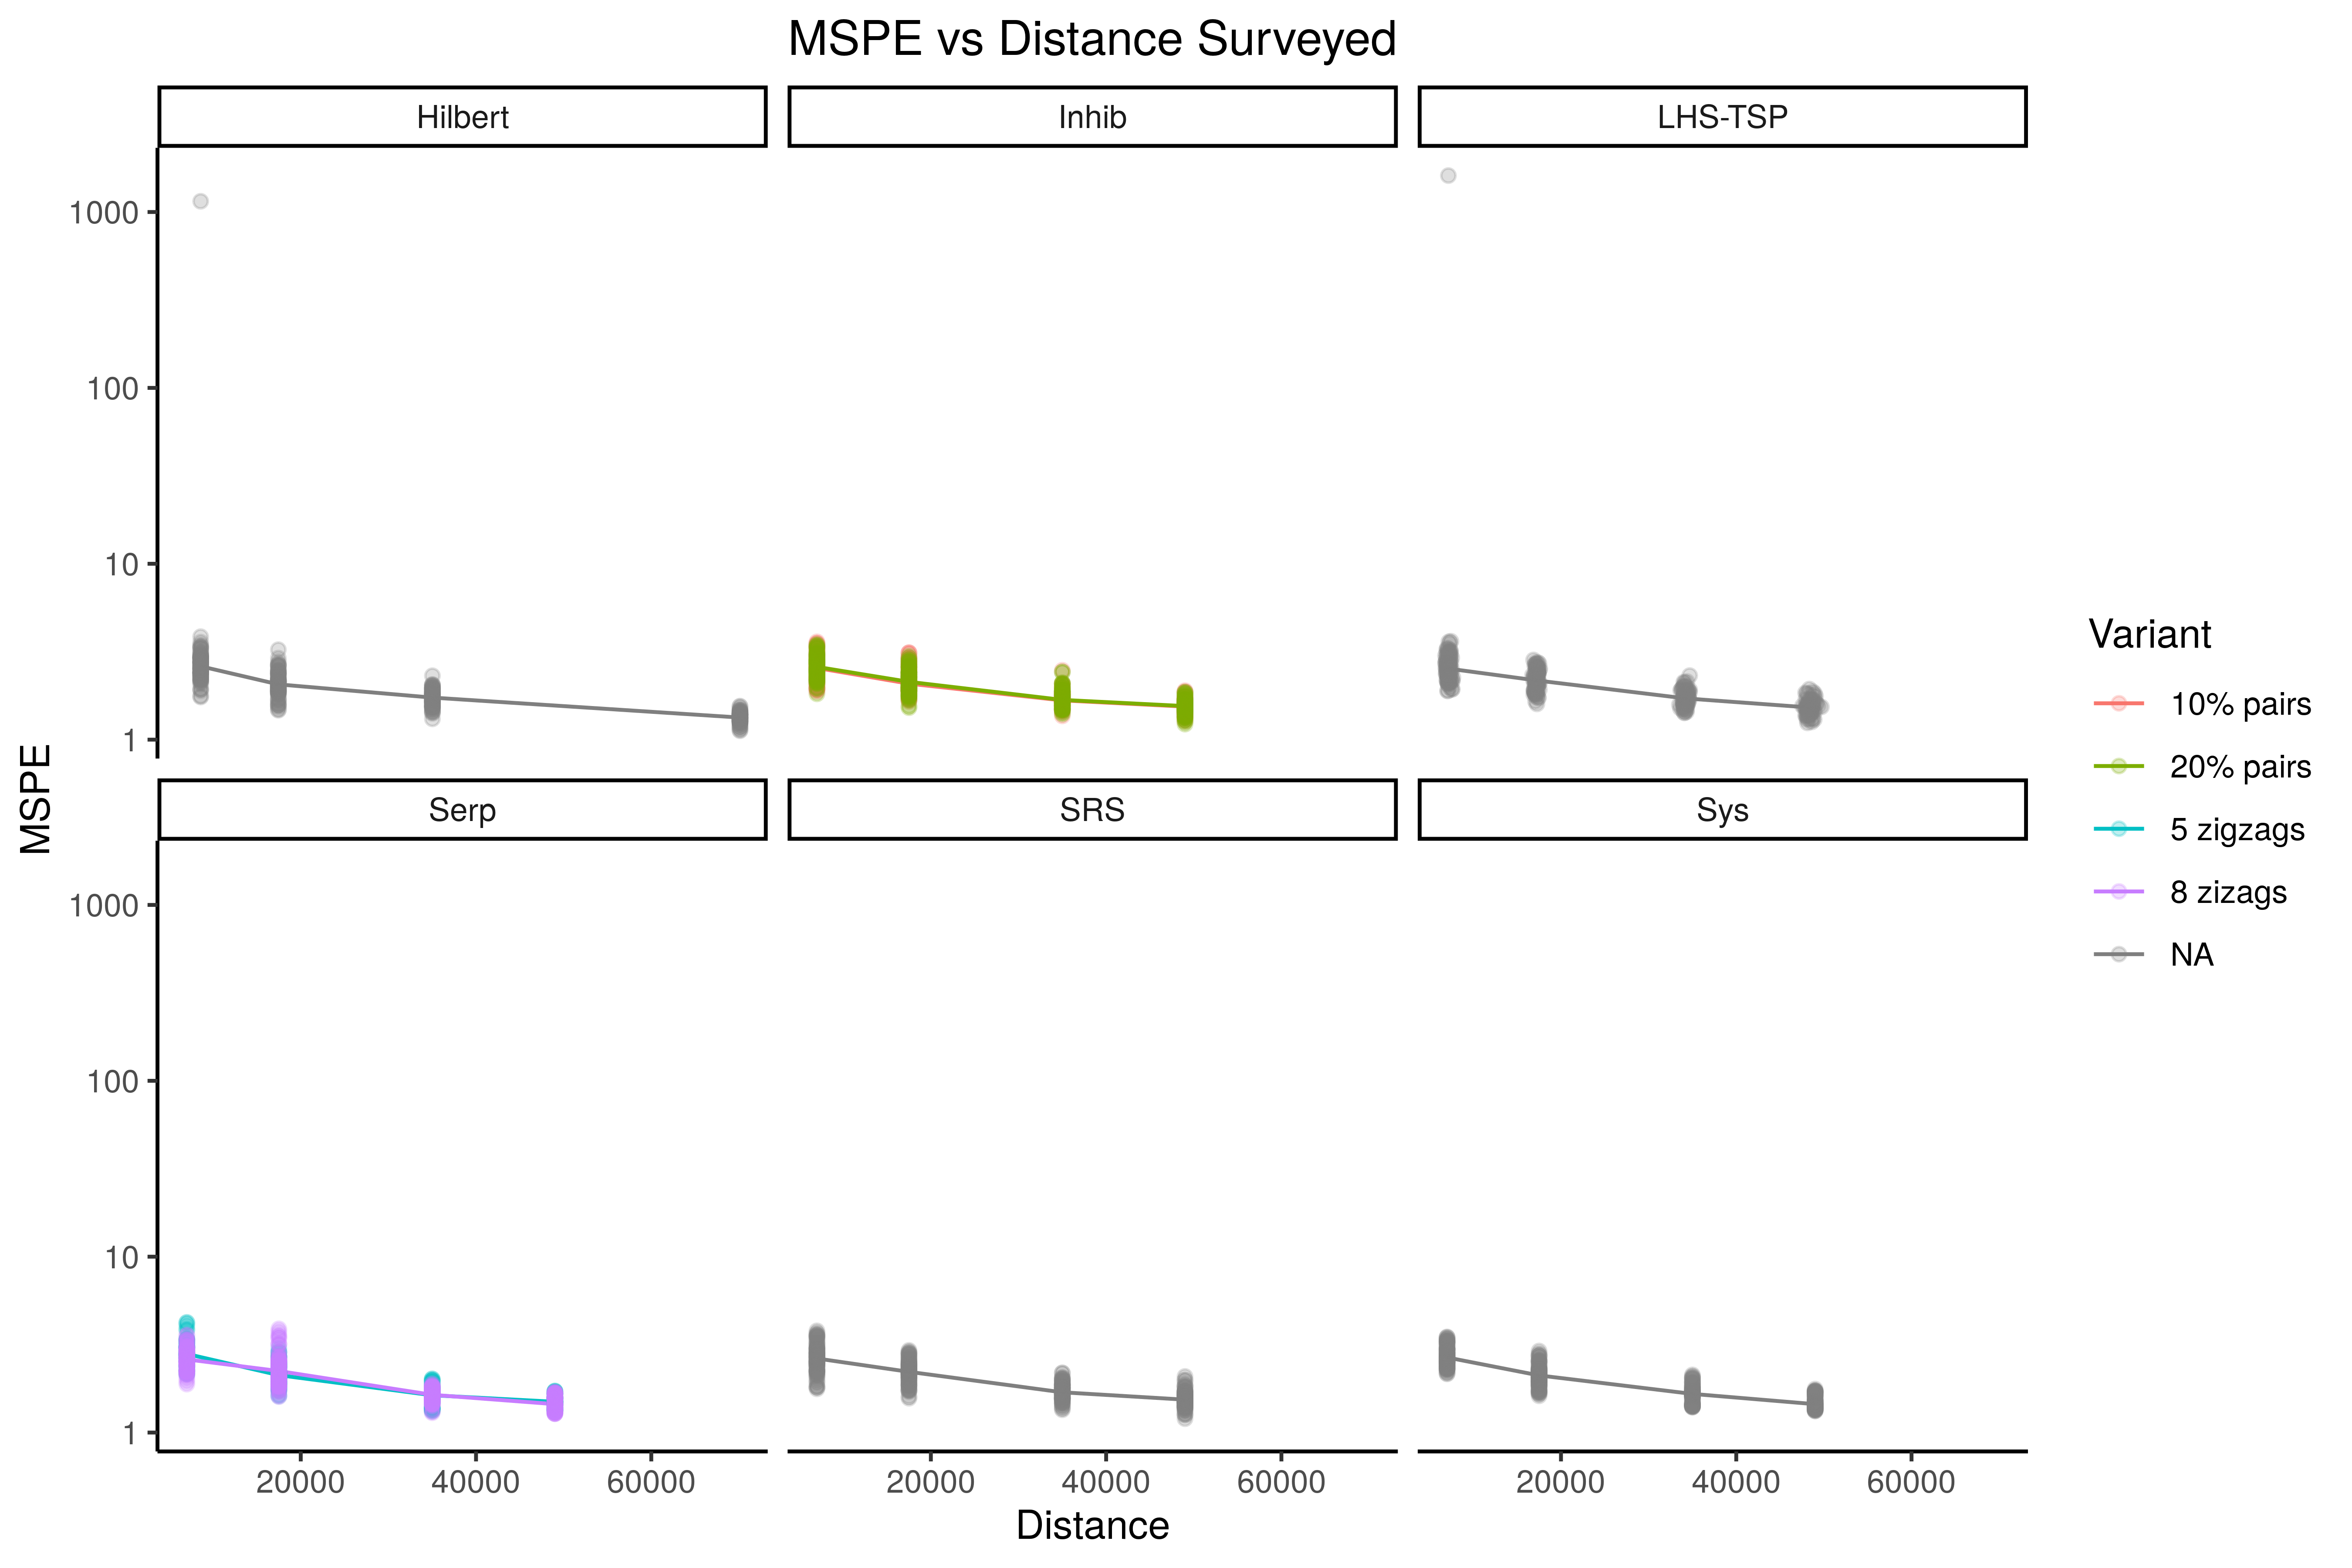 MSPE vs Distance Surveyed
Hilbert
Inhib
LHS-TSP
1000
100
10
1
MSPE
Serp
SRS
Sys
1000
100
10
1
20000
40000
60000
20000
40000
60000
20000
40000
60000
Distance
Variant
10% pairs
20% pairs
5 zigzags
8 zizags
NA